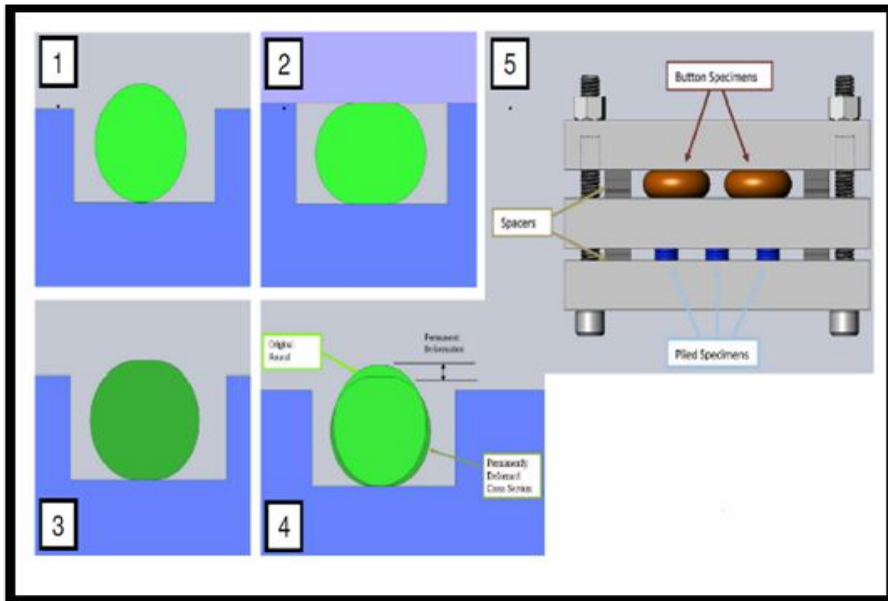 1
2
5
Button Specimens
Spacers
Plied Specimens
3
4
Original
Round
Permanent
Deformation
Permanently
Deformed
Cross Section